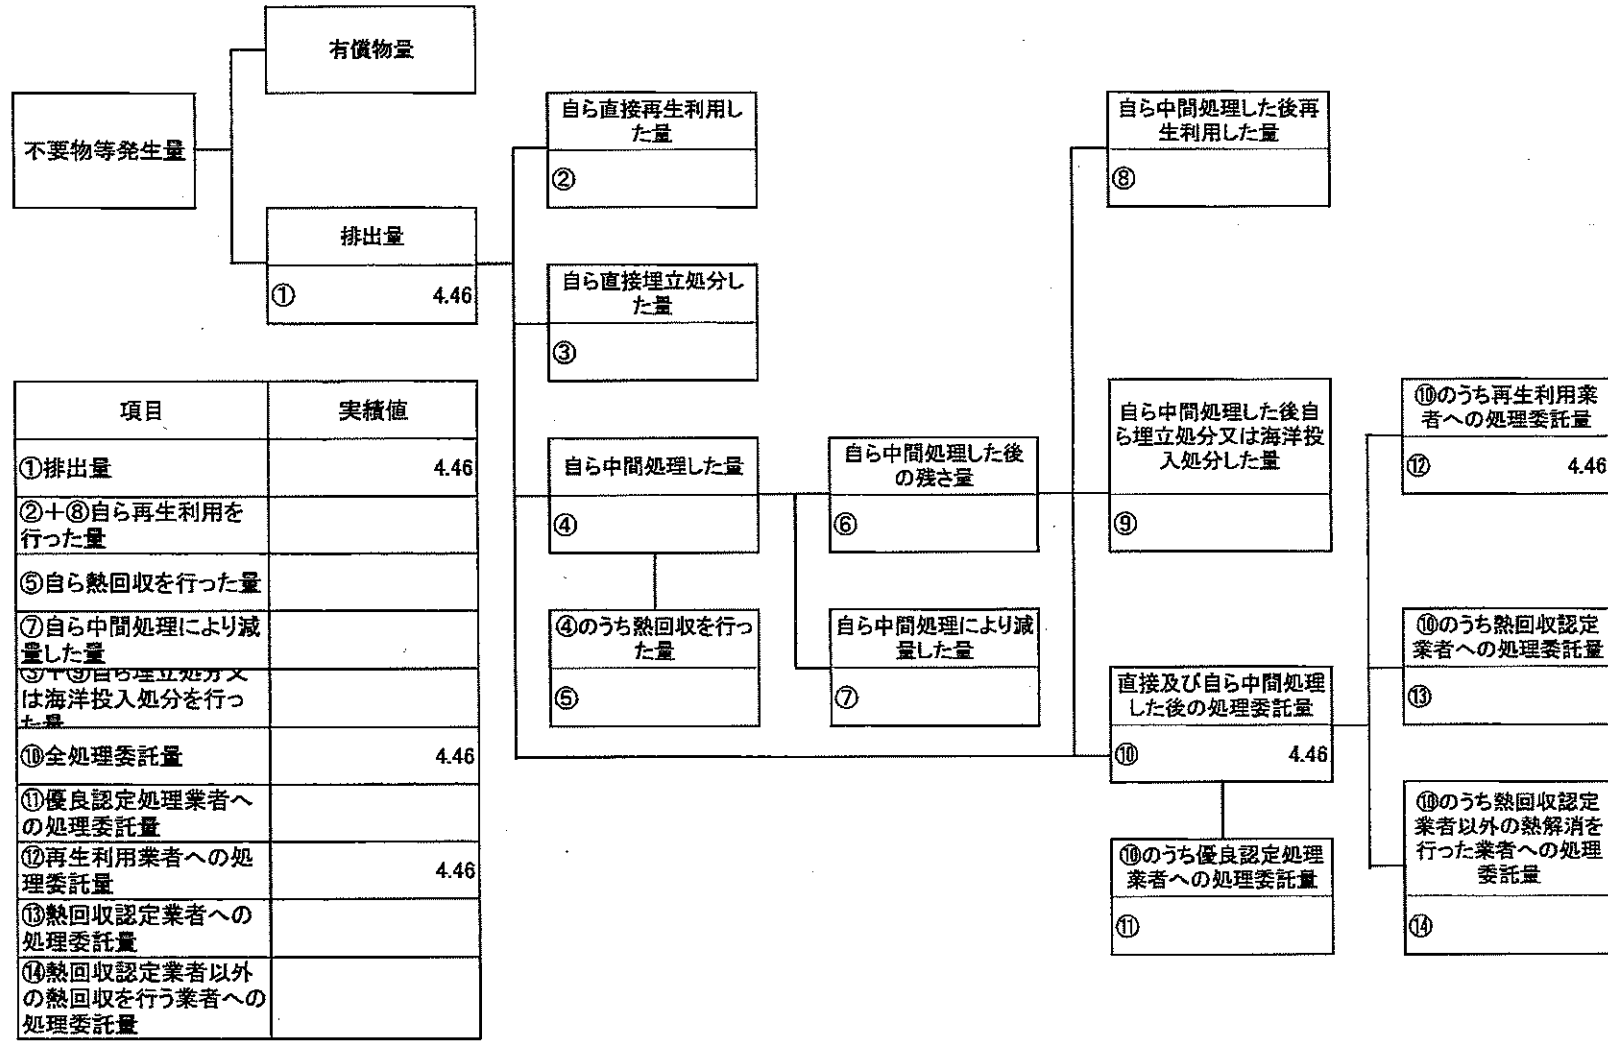 有償物量
不要物等発生量
排出量
① 4.46
自ら直接再生利用し
た量
②
自ら直接埋立処分し
た量
③
自ら中間処理した量
④
④のうち熱回収を行っ
た量
⑤
自ら中間処理した後
の残さ量
⑥
自ら中間処理により減
量した量
⑦
自ら中間処理した後再
生利用した量
⑧
自ら中間処理した後自
ら埋立処分又は海洋投
入処分した量
⑨
直接及び自ら中間処理
した後の処理委託量
⑩ 4.46
⑩のうち優良認定処理
業者への処理委託量
⑪
⑩のうち再生利用業
者への処理委託量
⑫ 4.46
⑩のうち熱回収認定
業者への処理委託量
⑬
⑩のうち熱回収認定
業者以外の熱解消を
行った業者への処理
委託量
⑭
項目 実績値
①排出量 4.46
②＋⑧自ら再生利用を
行った量
⑤自ら熱回収を行った量
⑦自ら中間処理により減
量した量
③＋⑨自ら埋立処分又
は海洋投入処分を行っ
た量
⑩全処理委託量 4.46
⑪優良認定処理業者へ
の処理委託量
⑫再生利用業者への処
理委託量 4.46
⑬熱回収認定業者への
処理委託量
⑭熱回収認定業者以外
の熱回収を行う業者への
処理委託量